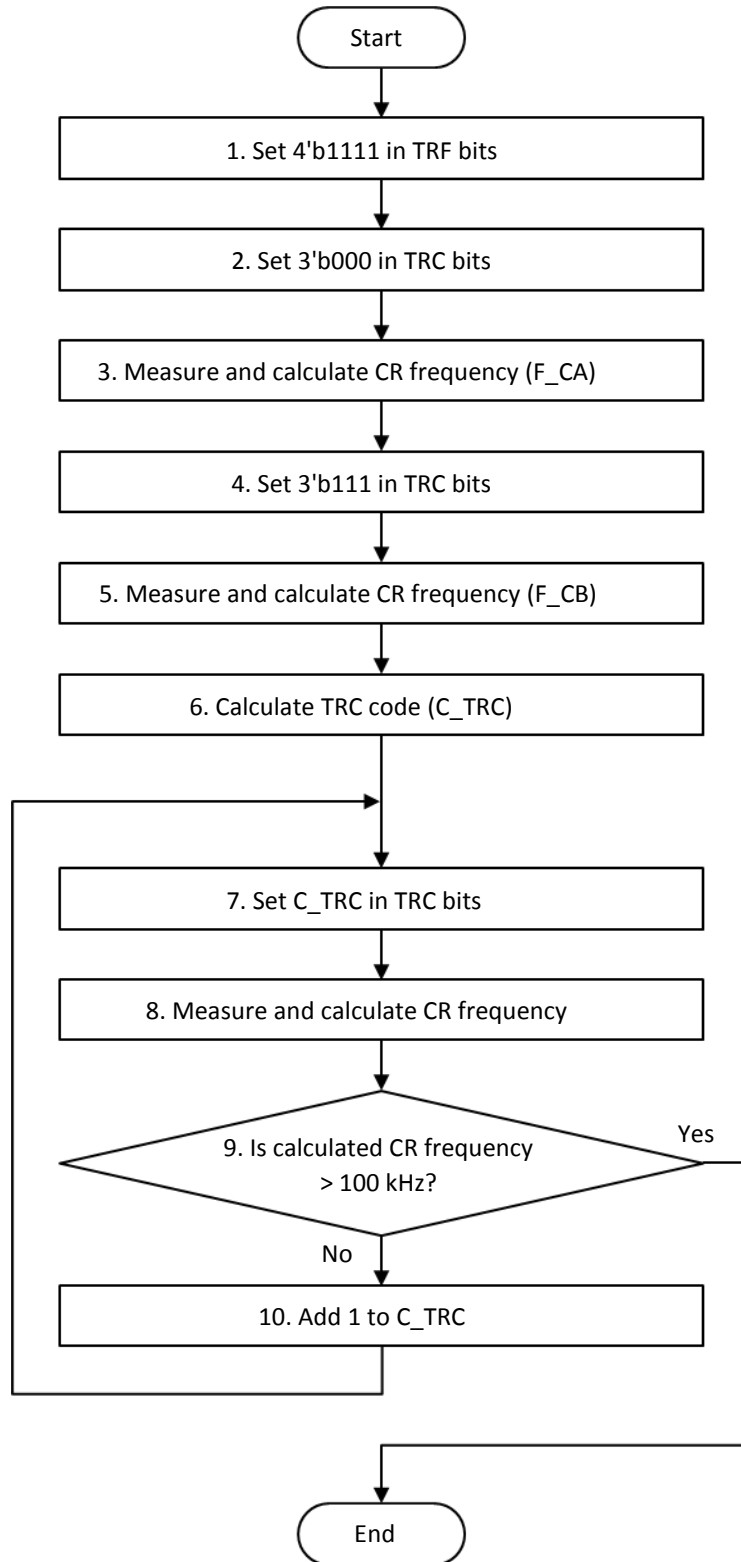 Start
1. Set 4'b1111 in TRF bits
2. Set 3'b000 in TRC bits
3. Measure and calculate CR frequency (F_CA)
4. Set 3'b111 in TRC bits
5. Measure and calculate CR frequency (F_CB)
6. Calculate TRC code (C_TRC)
7. Set C_TRC in TRC bits
8. Measure and calculate CR frequency
9. Is calculated CR frequency
> 100 kHz?
Yes
No
10. Add 1 to C_TRC
End